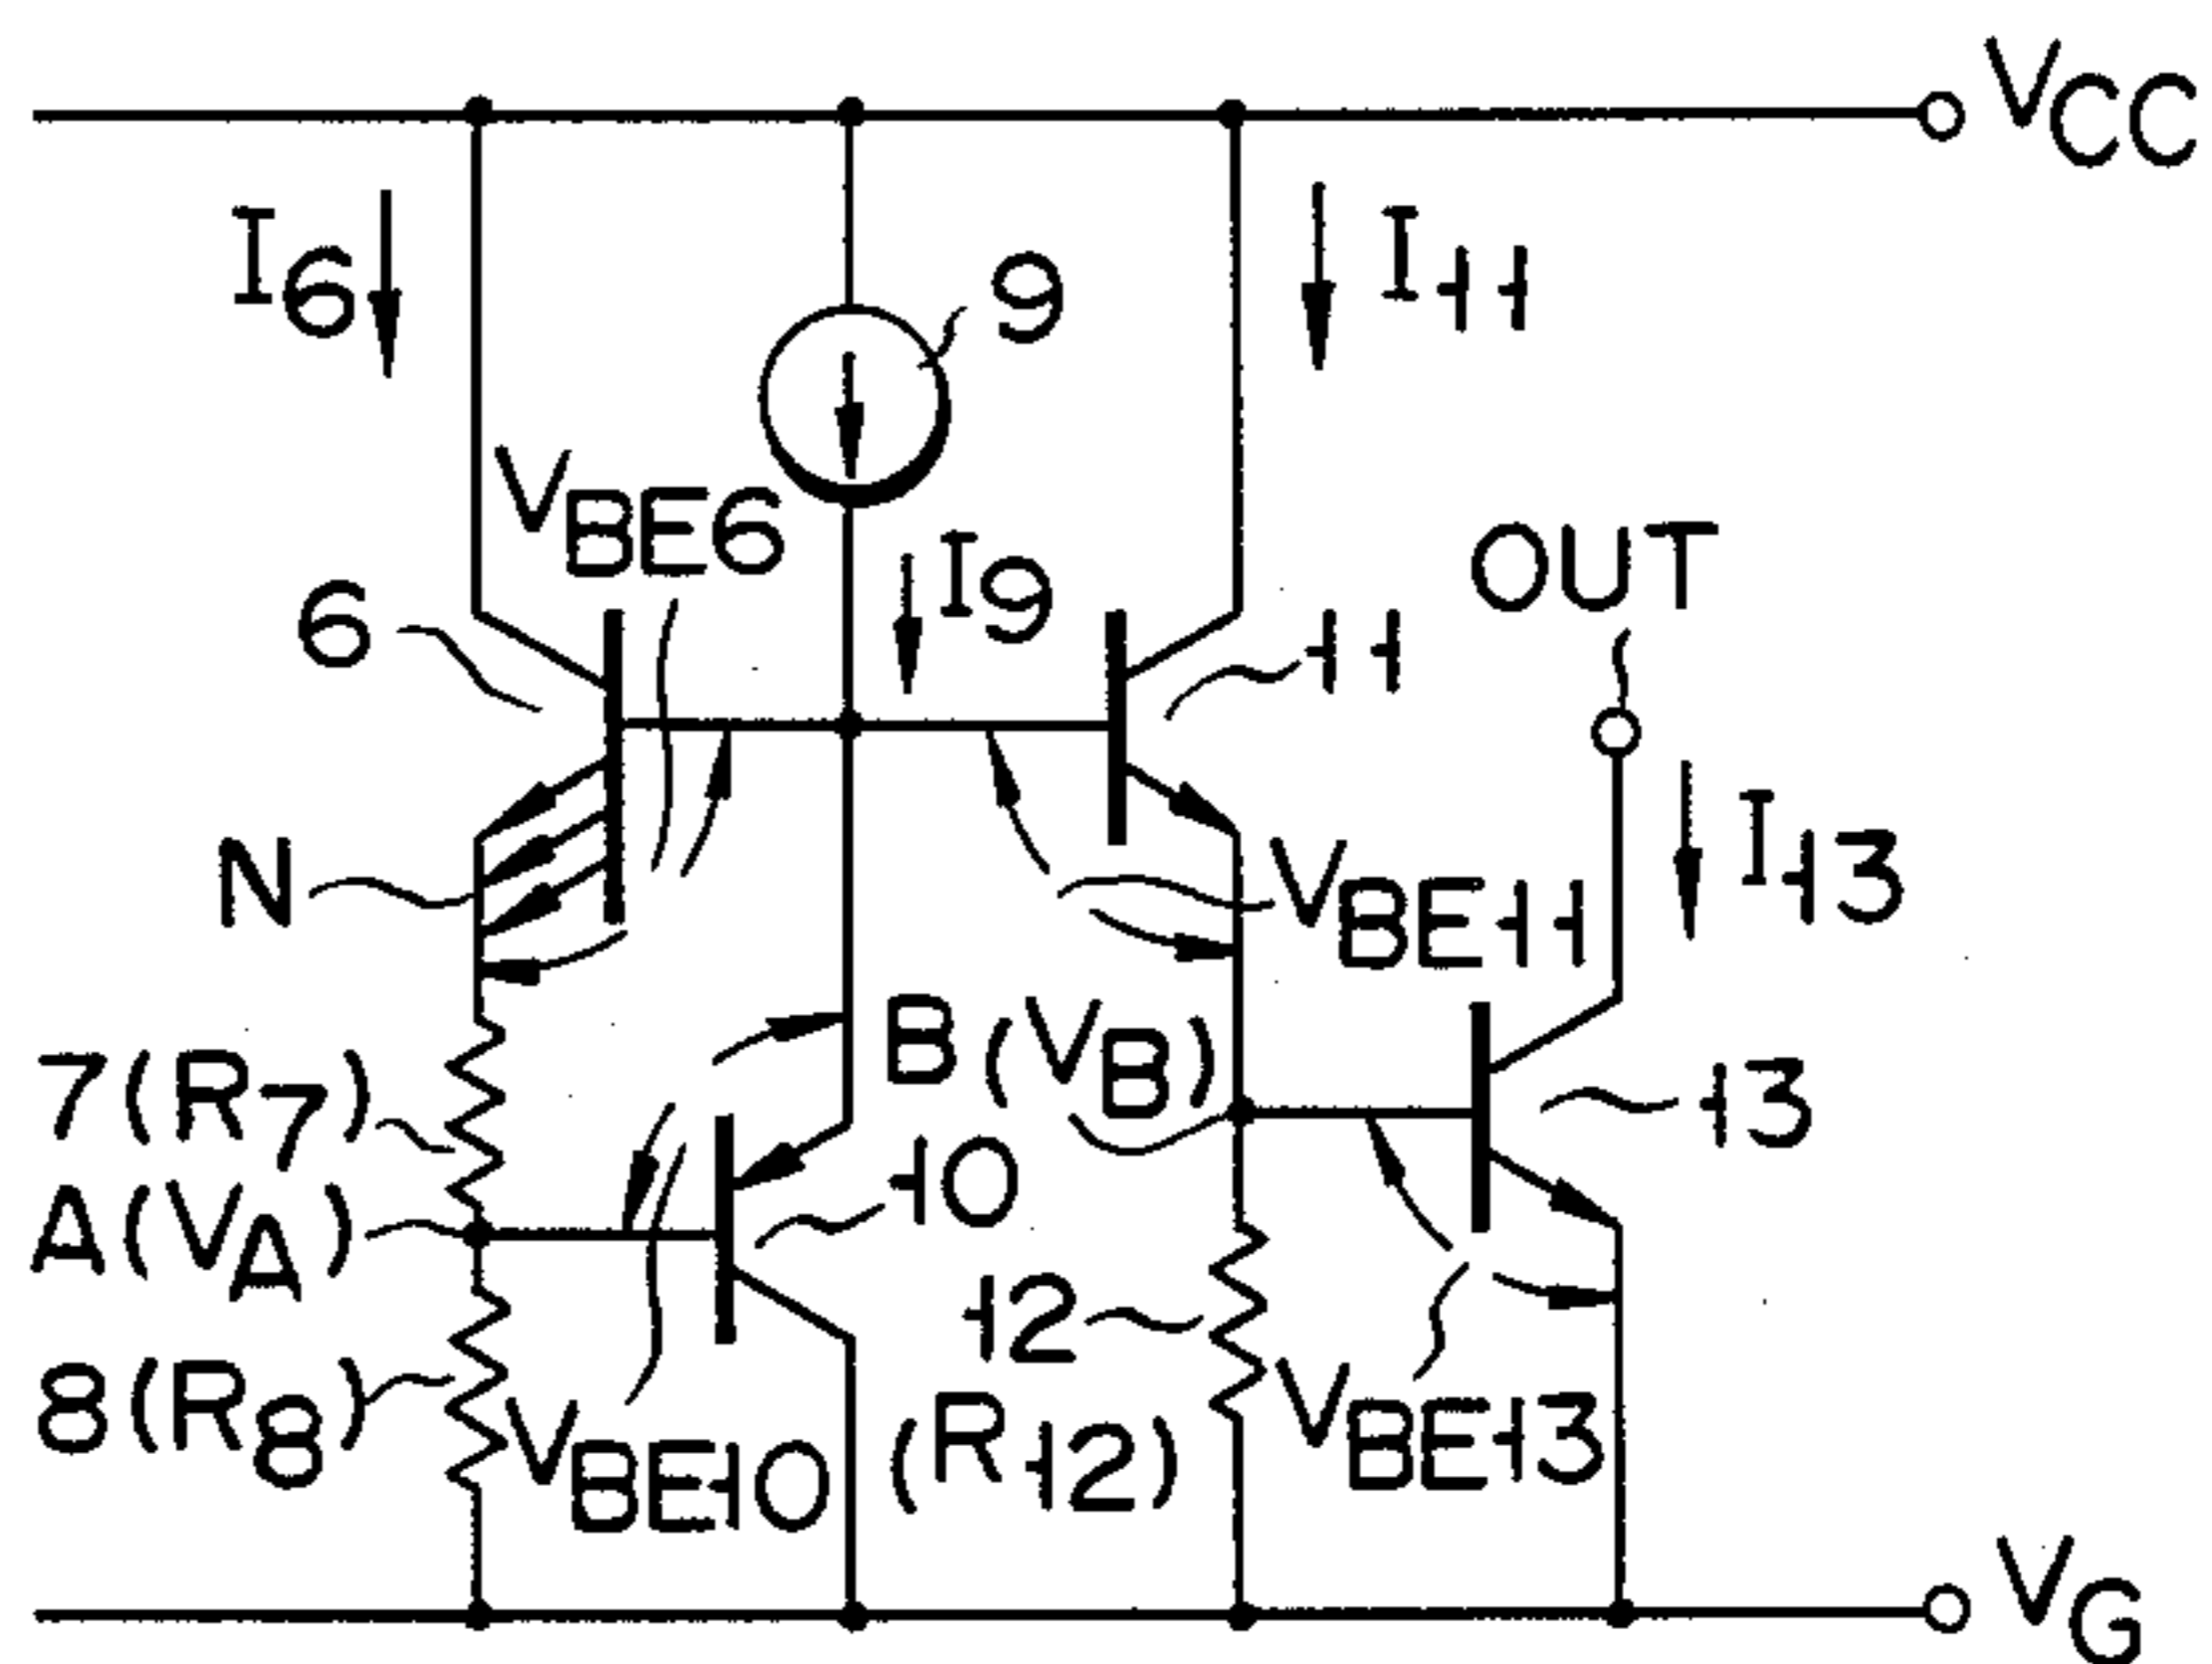 VCC
I6
9
I11
VBE6
I9
OUT
6
11
I13
N
VBE11
B(VB)
7(R7)
13
A(VA)
10
12
8(R8)
VBE10
(R12)
VBE13
VG